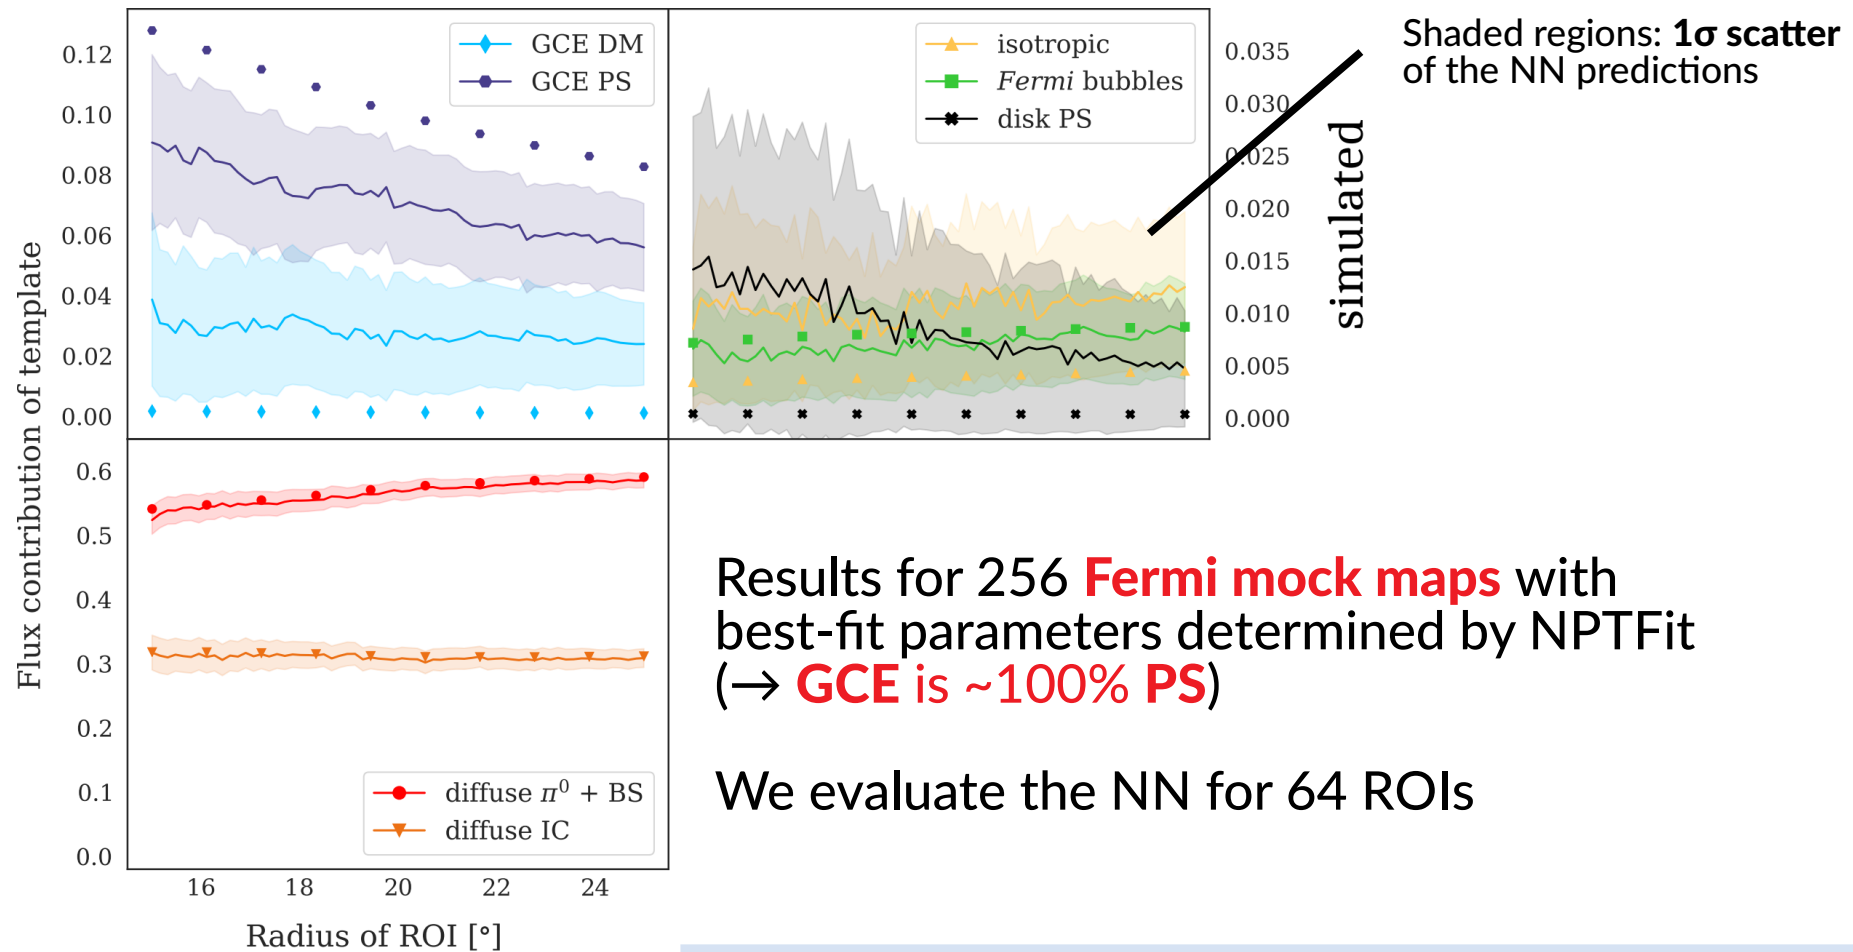 Flux contribution of template
0.12
0.10
0.08
0.06
0.04
0.02
0.00
GCE DM
GCE PS
isotropic
Fermi bubbles
disk PS
0.035
0.030
0.025
0.020
0.015
0.010
0.005
0.000
simulated
Shaded regions: 1σ scatter
of the NN predictions
0.6
0.5
0.4
0.3
0.2
0.1
0.0
diffuse π⁰ + BS
diffuse IC
16 18 20 22 24
Radius of ROI [°]
Results for 256 Fermi mock maps with
best-fit parameters determined by NPTFit
(→ GCE is ~100% PS)
We evaluate the NN for 64 ROIs